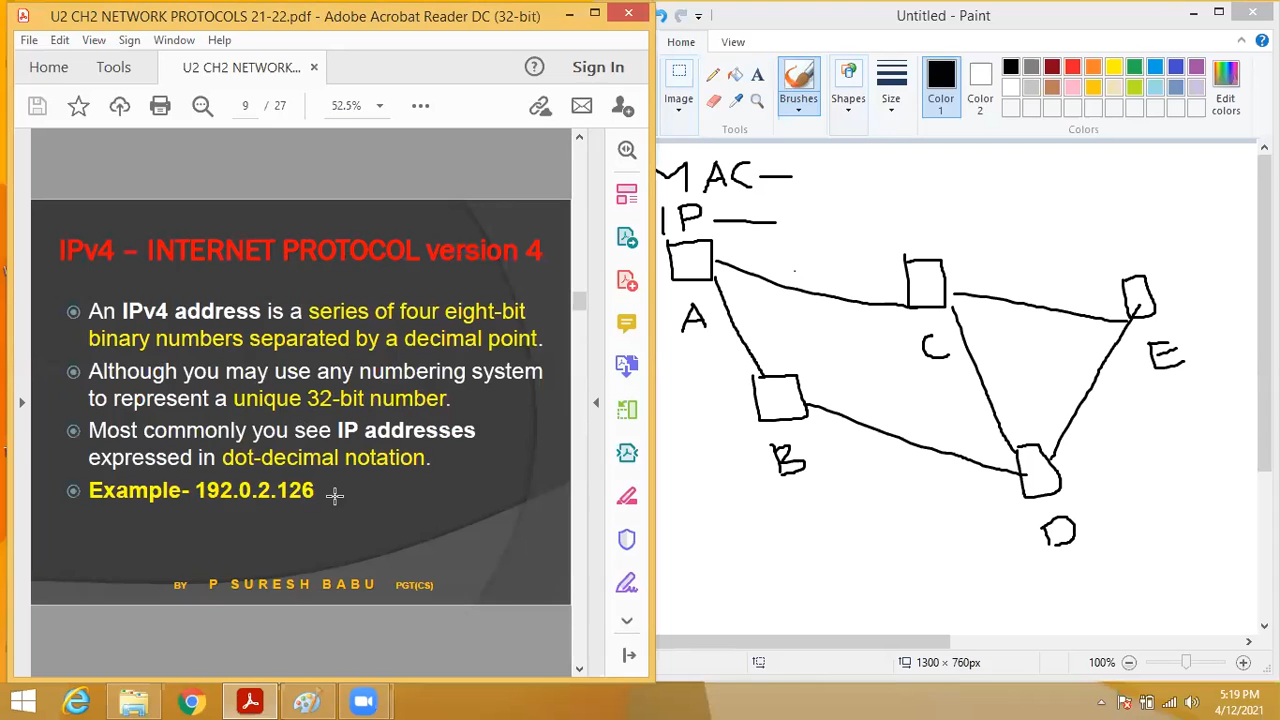 U2 CH2 NETWORK PROTOCOLS 21-22.pdf - Adobe Acrobat Reader DC (32-bit)
File Edit View Sign Window Help
Home Tools U2 CH2 NETWORK... × Sign In
9 / 27 52.5%
IPv4 – INTERNET PROTOCOL version 4
An IPv4 address is a series of four eight-bit
binary numbers separated by a decimal point.
Although you may use any numbering system
to represent a unique 32-bit number.
Most commonly you see IP addresses
expressed in dot-decimal notation.
Example- 192.0.2.126
BY P SURESH BABU PGT(CS)
Untitled - Paint
Home View
Image Brushes Shapes Size Color 1 Color 2 Edit colors
Tools Colors
MAC—
IP—
A
B
C
D
E
1300 × 760px 100%
5:19 PM
4/12/2021